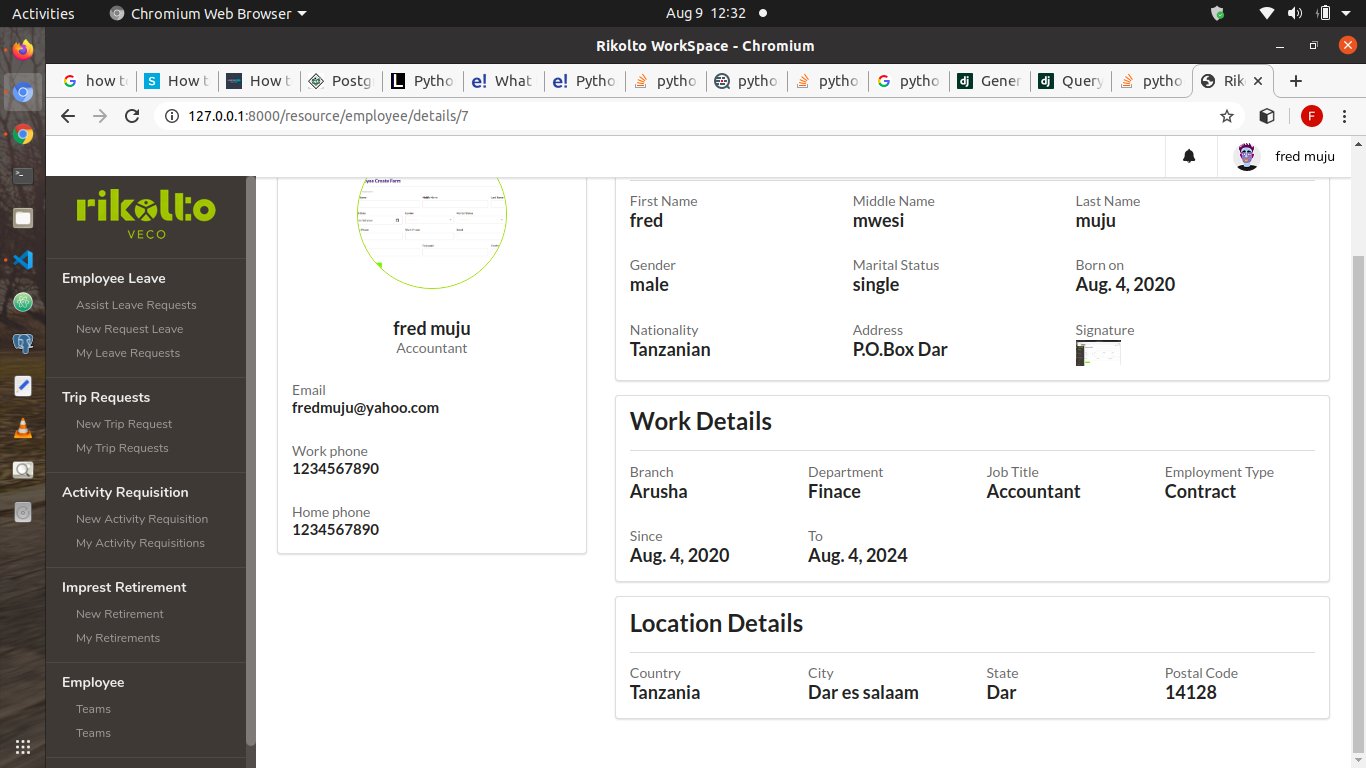 Activities Chromium Web Browser Aug 9 12:32
Rikolto WorkSpace - Chromium
how to How t How t Postg Pytho What Pytho pytho pytho pytho pytho Gener Query pytho Rik
127.0.0.1:8000/resource/employee/details/7 F
fred muju
rikolto
VECO
Employee Leave
Assist Leave Requests
New Request Leave
My Leave Requests
Trip Requests
New Trip Request
My Trip Requests
Activity Requisition
New Activity Requisition
My Activity Requisitions
Imprest Retirement
New Retirement
My Retirements
Employee
Teams
Teams
yee Create Form
fred muju
Accountant
Email
fredmuju@yahoo.com
Work phone
1234567890
Home phone
1234567890
First Name Middle Name Last Name
fred mwesi muju
Gender Marital Status Born on
male single Aug. 4, 2020
Nationality Address Signature
Tanzanian P.O.Box Dar
Work Details
Branch Department Job Title Employment Type
Arusha Finace Accountant Contract
Since To
Aug. 4, 2020 Aug. 4, 2024
Location Details
Country City State Postal Code
Tanzania Dar es salaam Dar 14128